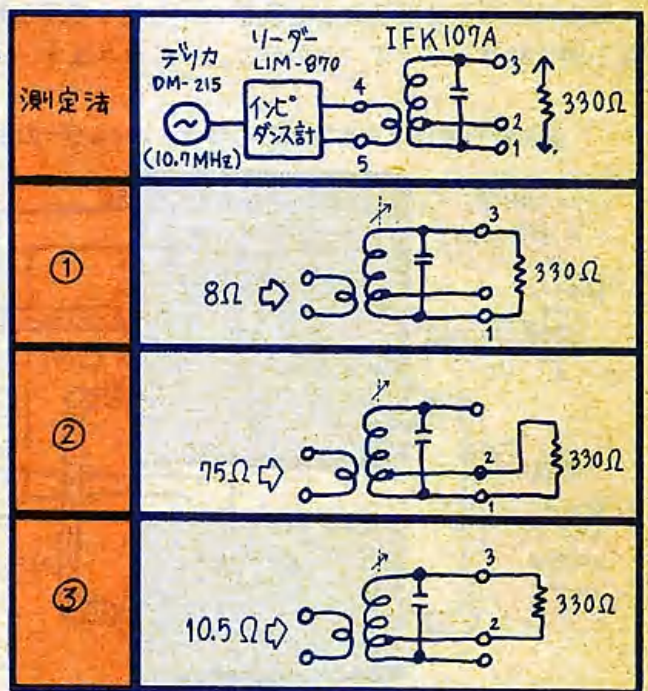 測定法
デリカ
DM-215
(10.7MHz)
リーダー
LIM-870
インピ
ダンス計
4
5
IFK107A
3
2
1
330Ω
①
8Ω
3
1
330Ω
②
75Ω
2
1
330Ω
③
10.5Ω
3
2
330Ω